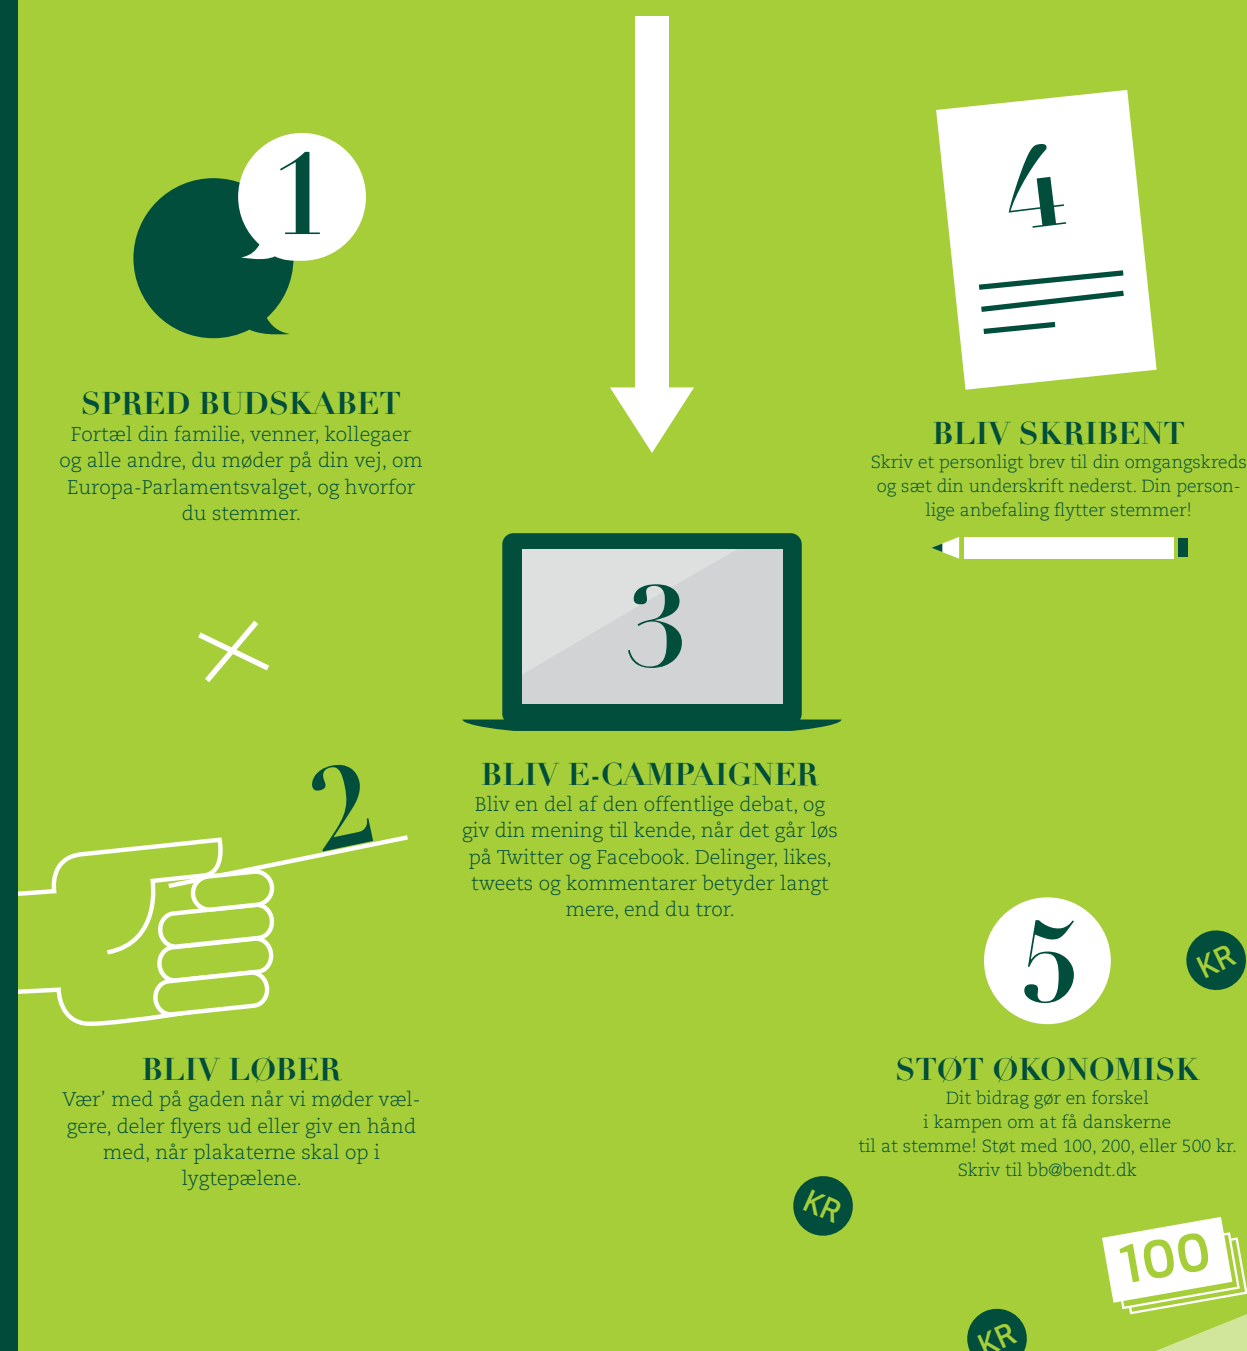 1
SPRED BUDSKABET
Fortæl din familie, venner, kollegaer
og alle andre, du møder på din vej, om
Europa-Parlamentsvalget, og hvorfor
du stemmer.
2
BLIV LØBER
Vær’ med på gaden når vi møder væl-
gere, deler flyers ud eller giv en hånd
med, når plakaterne skal op i
lygtepælene.
3
BLIV E-CAMPAIGNER
Bliv en del af den offentlige debat, og
giv din mening til kende, når det går løs
på Twitter og Facebook. Delinger, likes,
tweets og kommentarer betyder langt
mere, end du tror.
4
BLIV SKRIBENT
Skriv et personligt brev til din omgangskreds
og sæt din underskrift nederst. Din person-
lige anbefaling flytter stemmer!
5
KR
STØT ØKONOMISK
Dit bidrag gør en forskel
i kampen om at få danskerne
til at stemme! Støt med 100, 200, eller 500 kr.
Skriv til bb@bendt.dk
KR
100
KR